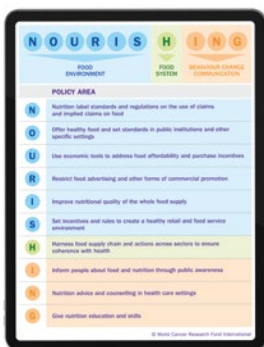 N O U R I S H I N G
FOOD
ENVIRONMENT
FOOD
SYSTEM
BEHAVIOUR CHANGE
COMMUNICATION
POLICY AREA
N Nutrition label standards and regulations on the use of claims
and implied claims on food
O Offer healthy food and set standards in public institutions and other
specific settings
U Use economic tools to address food affordability and purchase incentives
R Restrict food advertising and other forms of commercial promotion
I Improve nutritional quality of the whole food supply
S Set incentives and rules to create a healthy retail and food service
environment
H Harness food supply chain and actions across sectors to ensure
coherence with health
I Inform people about food and nutrition through public awareness
N Nutrition advice and counselling in health care settings
G Give nutrition education and skills
© World Cancer Research Fund International